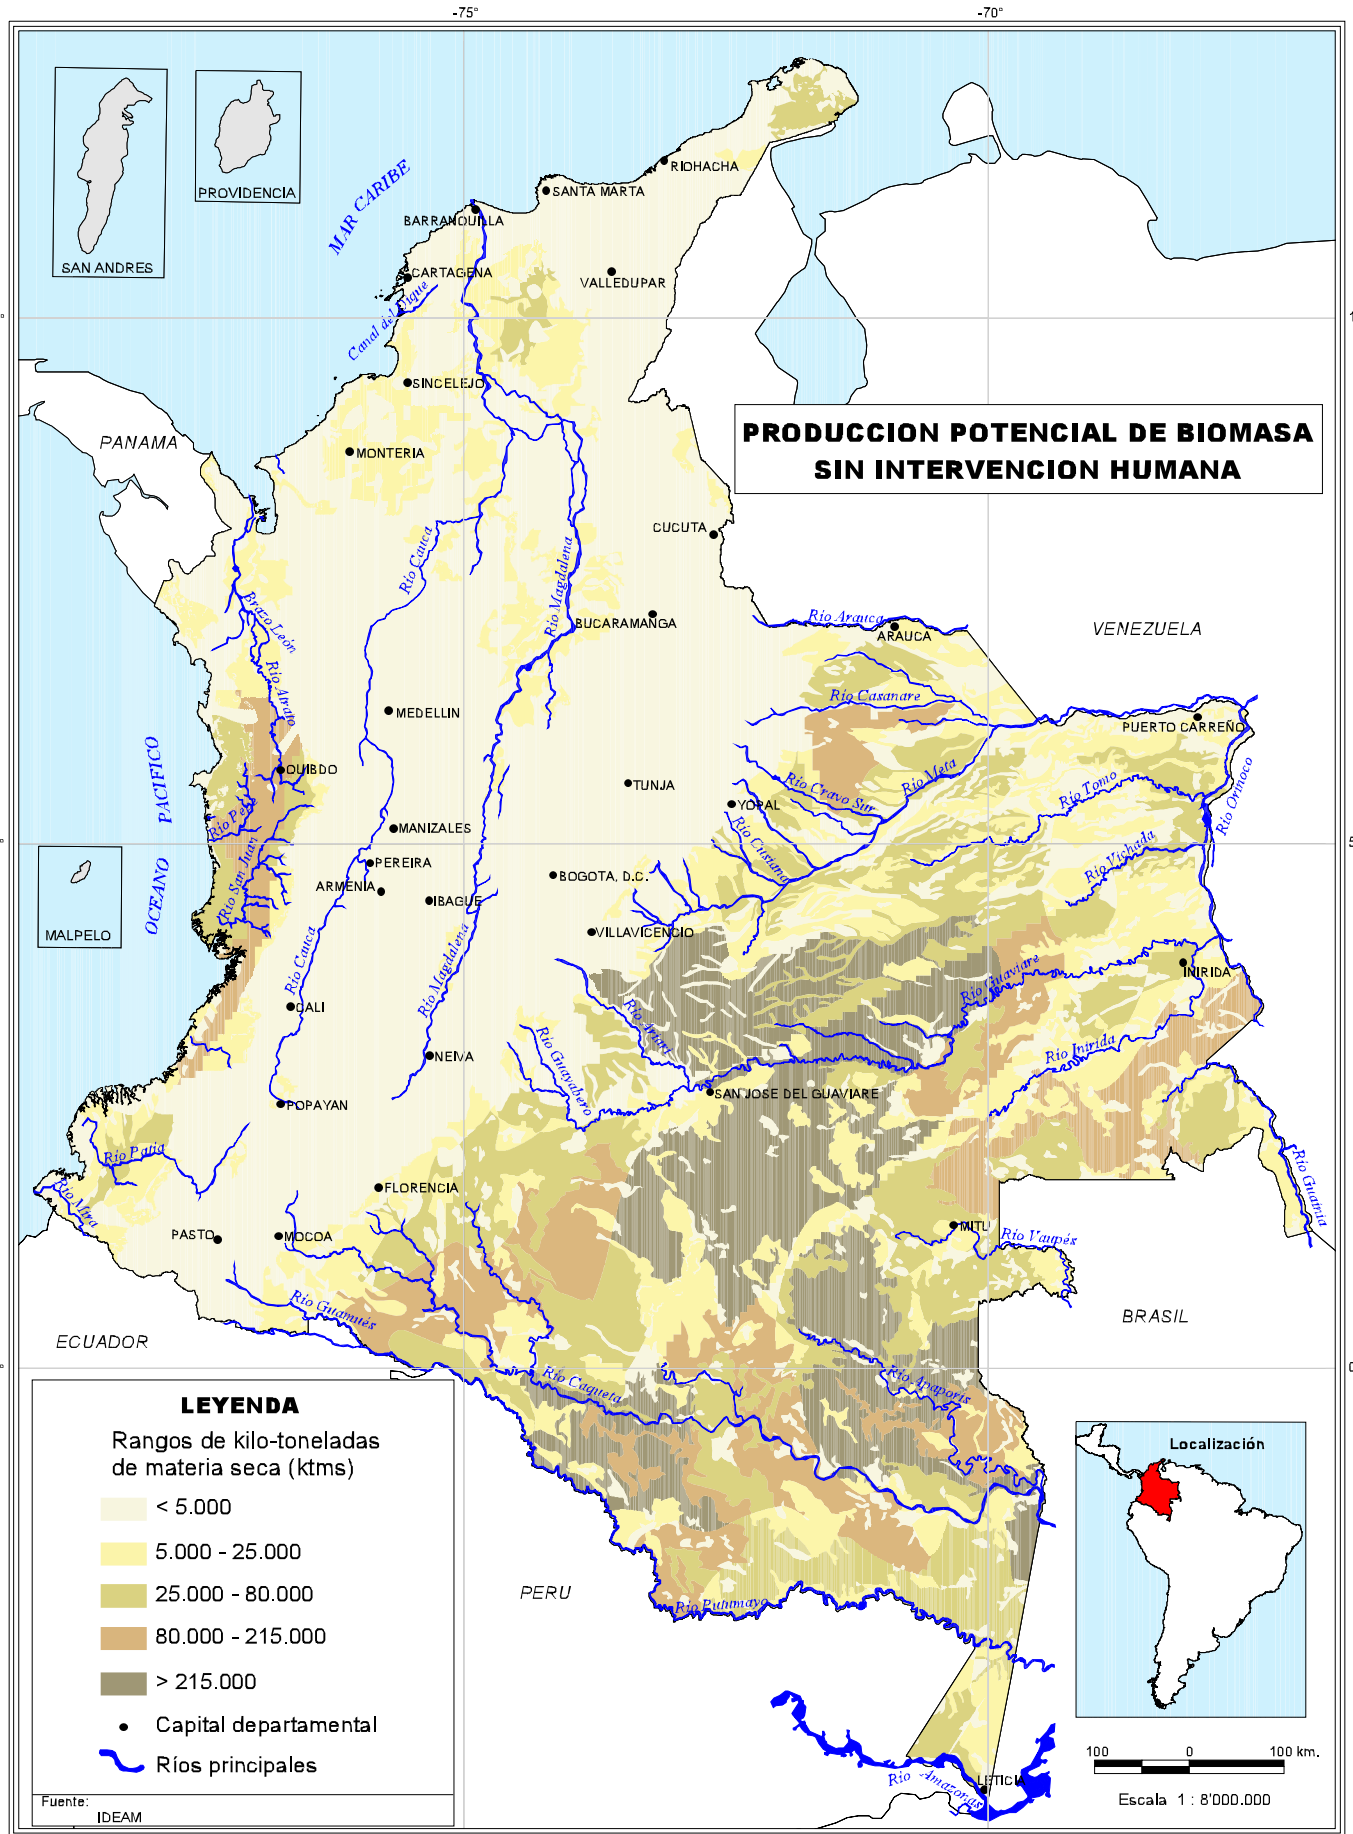 -75°
-70°
SAN ANDRES
PROVIDENCIA
MAR CARIBE
RIOHACHA
SANTA MARTA
BARRANQUILLA
CARTAGENA
VALLEDUPAR
Canal del Dique
SINCELEJO
PANAMA
MONTERIA
PRODUCCION POTENCIAL DE BIOMASA
SIN INTERVENCION HUMANA
CUCUTA
Río Cauca
Río Magdalena
BUCARAMANGA
Brazo León
Río Arauca
ARAUCA
VENEZUELA
Río Atrato
Río Casanare
MEDELLIN
PUERTO CARREÑO
OCEANO PACIFICO
QUIBDO
TUNJA
Río Meta
Río Cravo Sur
YOPAL
Río Tomo
Río Orinoco
Río Pepé
MANIZALES
Río Cusiana
Río San Juan
PEREIRA
Río Vichada
ARMENIA
IBAGUE
BOGOTA, D.C.
MALPELO
VILLAVICENCIO
Río Cauca
Río Magdalena
Río Guaviare
INIRIDA
CALI
Río Ariari
Río Guayabero
NEIVA
Río Inirida
SAN JOSE DEL GUAVIARE
POPAYAN
Río Patia
Río Mira
FLORENCIA
Río Guainia
PASTO
MOCOA
MITU
Río Vaupés
Río Guamués
ECUADOR
BRASIL
Río Caqueta
Río Apaporis
LEYENDA
Rangos de kilo-toneladas
de materia seca (ktms)
< 5.000
5.000 - 25.000
25.000 - 80.000
80.000 - 215.000
> 215.000
Capital departamental
Ríos principales
Fuente:
IDEAM
PERU
Río Putumayo
Río Amazonas
LETICIA
Localización
100 0 100 km.
Escala 1 : 8'000.000